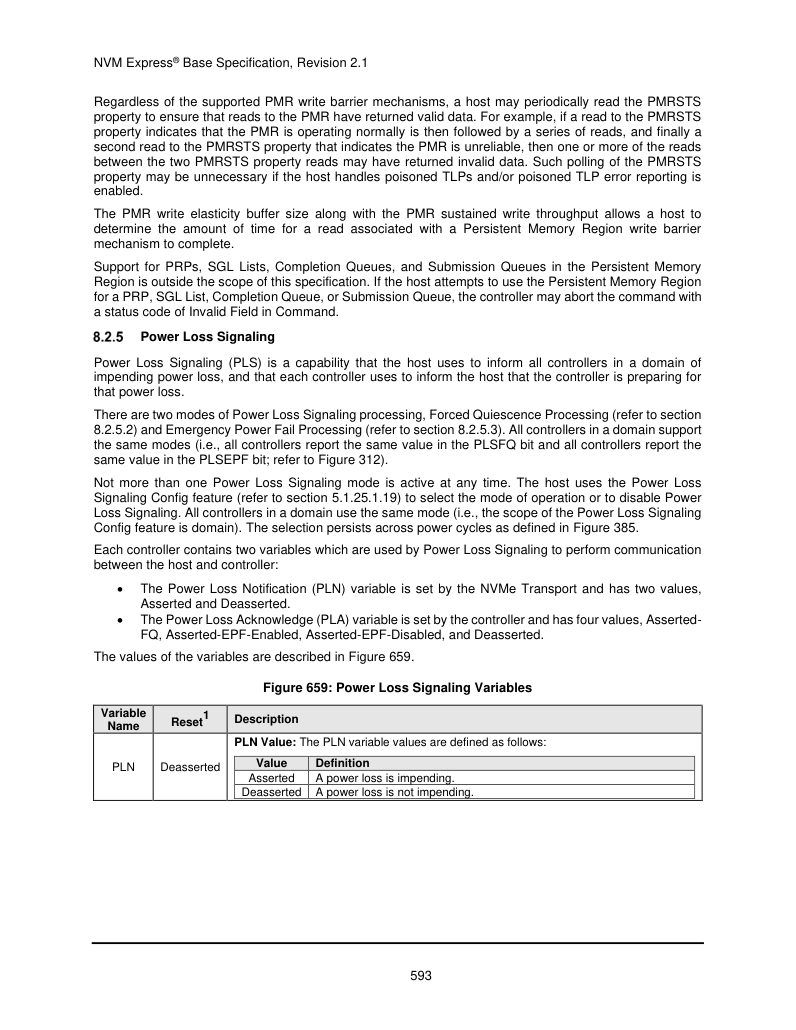 NVM Express® Base Specification, Revision 2.1
Regardless of the supported PMR write barrier mechanisms, a host may periodically read the PMRSTS
property to ensure that reads to the PMR have returned valid data. For example, if a read to the PMRSTS
property indicates that the PMR is operating normally is then followed by a series of reads, and finally a
second read to the PMRSTS property that indicates the PMR is unreliable, then one or more of the reads
between the two PMRSTS property reads may have returned invalid data. Such polling of the PMRSTS
property may be unnecessary if the host handles poisoned TLPs and/or poisoned TLP error reporting is
enabled.
The PMR write elasticity buffer size along with the PMR sustained write throughput allows a host to
determine the amount of time for a read associated with a Persistent Memory Region write barrier
mechanism to complete.
Support for PRPs, SGL Lists, Completion Queues, and Submission Queues in the Persistent Memory
Region is outside the scope of this specification. If the host attempts to use the Persistent Memory Region
for a PRP, SGL List, Completion Queue, or Submission Queue, the controller may abort the command with
a status code of Invalid Field in Command.
8.2.5 Power Loss Signaling
Power Loss Signaling (PLS) is a capability that the host uses to inform all controllers in a domain of
impending power loss, and that each controller uses to inform the host that the controller is preparing for
that power loss.
There are two modes of Power Loss Signaling processing, Forced Quiescence Processing (refer to section
8.2.5.2) and Emergency Power Fail Processing (refer to section 8.2.5.3). All controllers in a domain support
the same modes (i.e., all controllers report the same value in the PLSFQ bit and all controllers report the
same value in the PLSEPF bit; refer to Figure 312).
Not more than one Power Loss Signaling mode is active at any time. The host uses the Power Loss
Signaling Config feature (refer to section 5.1.25.1.19) to select the mode of operation or to disable Power
Loss Signaling. All controllers in a domain use the same mode (i.e., the scope of the Power Loss Signaling
Config feature is domain). The selection persists across power cycles as defined in Figure 385.
Each controller contains two variables which are used by Power Loss Signaling to perform communication
between the host and controller:
• The Power Loss Notification (PLN) variable is set by the NVMe Transport and has two values,
Asserted and Deasserted.
• The Power Loss Acknowledge (PLA) variable is set by the controller and has four values, Asserted-
FQ, Asserted-EPF-Enabled, Asserted-EPF-Disabled, and Deasserted.
The values of the variables are described in Figure 659.
Figure 659: Power Loss Signaling Variables
Variable
Name
Reset1
Description
PLN
Deasserted
PLN Value: The PLN variable values are defined as follows:
Value Definition
Asserted A power loss is impending.
Deasserted A power loss is not impending.
593